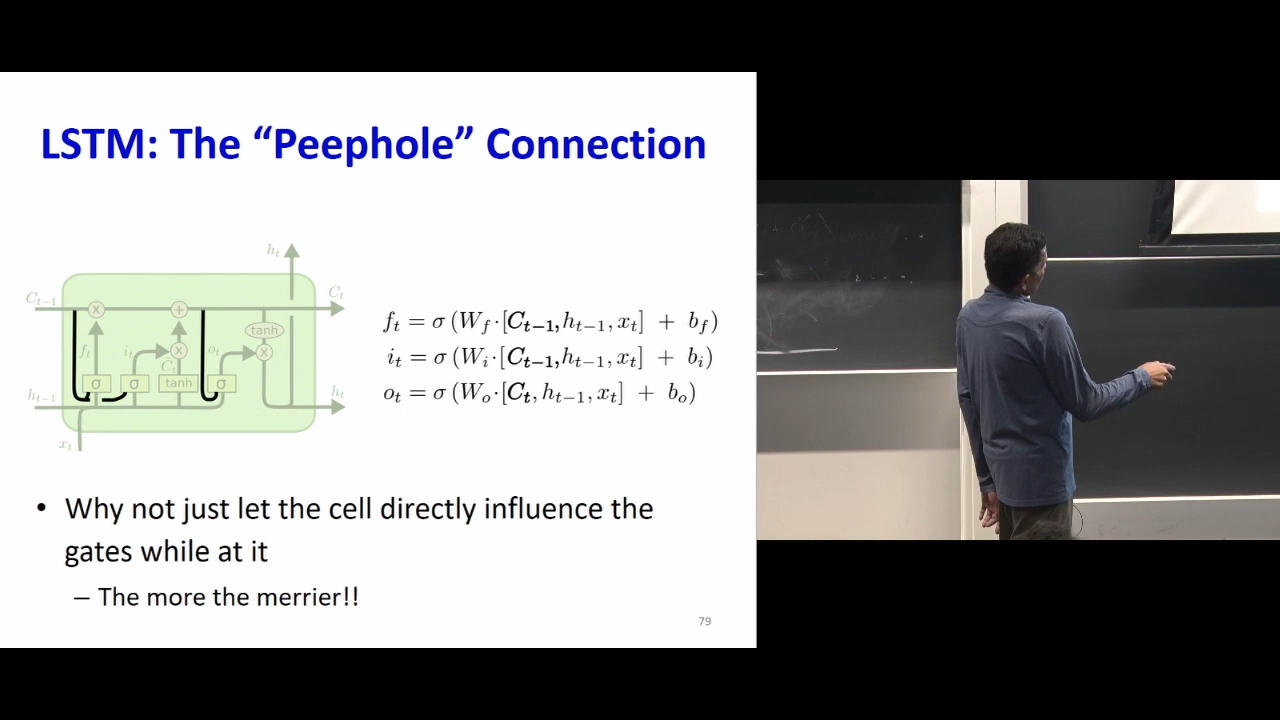 LSTM: The “Peephole” Connection
h_t
C_{t-1}
C_t
x
+
tanh
f_t
i_t
o_t
x
x
C̃_t
σ
σ
tanh
σ
h_{t-1}
h_t
x_t
f_t = σ (W_f·[C_{t-1}, h_{t-1}, x_t] + b_f)
i_t = σ (W_i·[C_{t-1}, h_{t-1}, x_t] + b_i)
o_t = σ (W_o·[C_t, h_{t-1}, x_t] + b_o)
• Why not just let the cell directly influence the
gates while at it
– The more the merrier!!
79